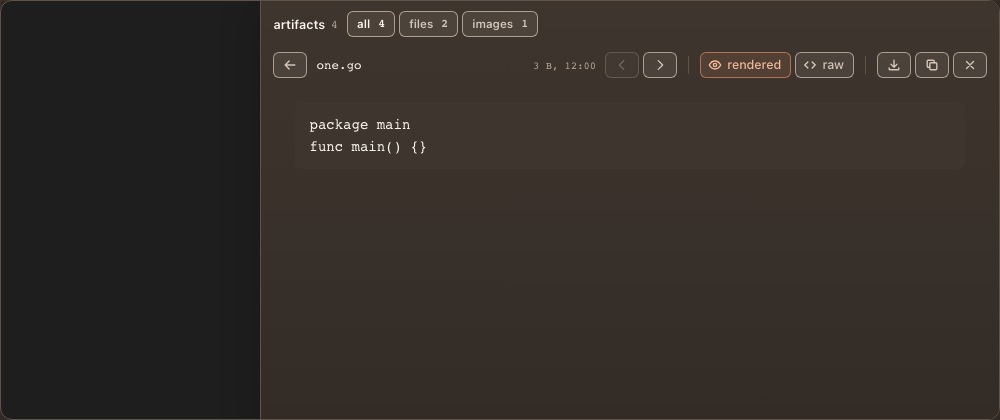 artifacts 4 all 4 files 2 images 1
one.go 3 B, 12:00 rendered raw
package main
func main() {}